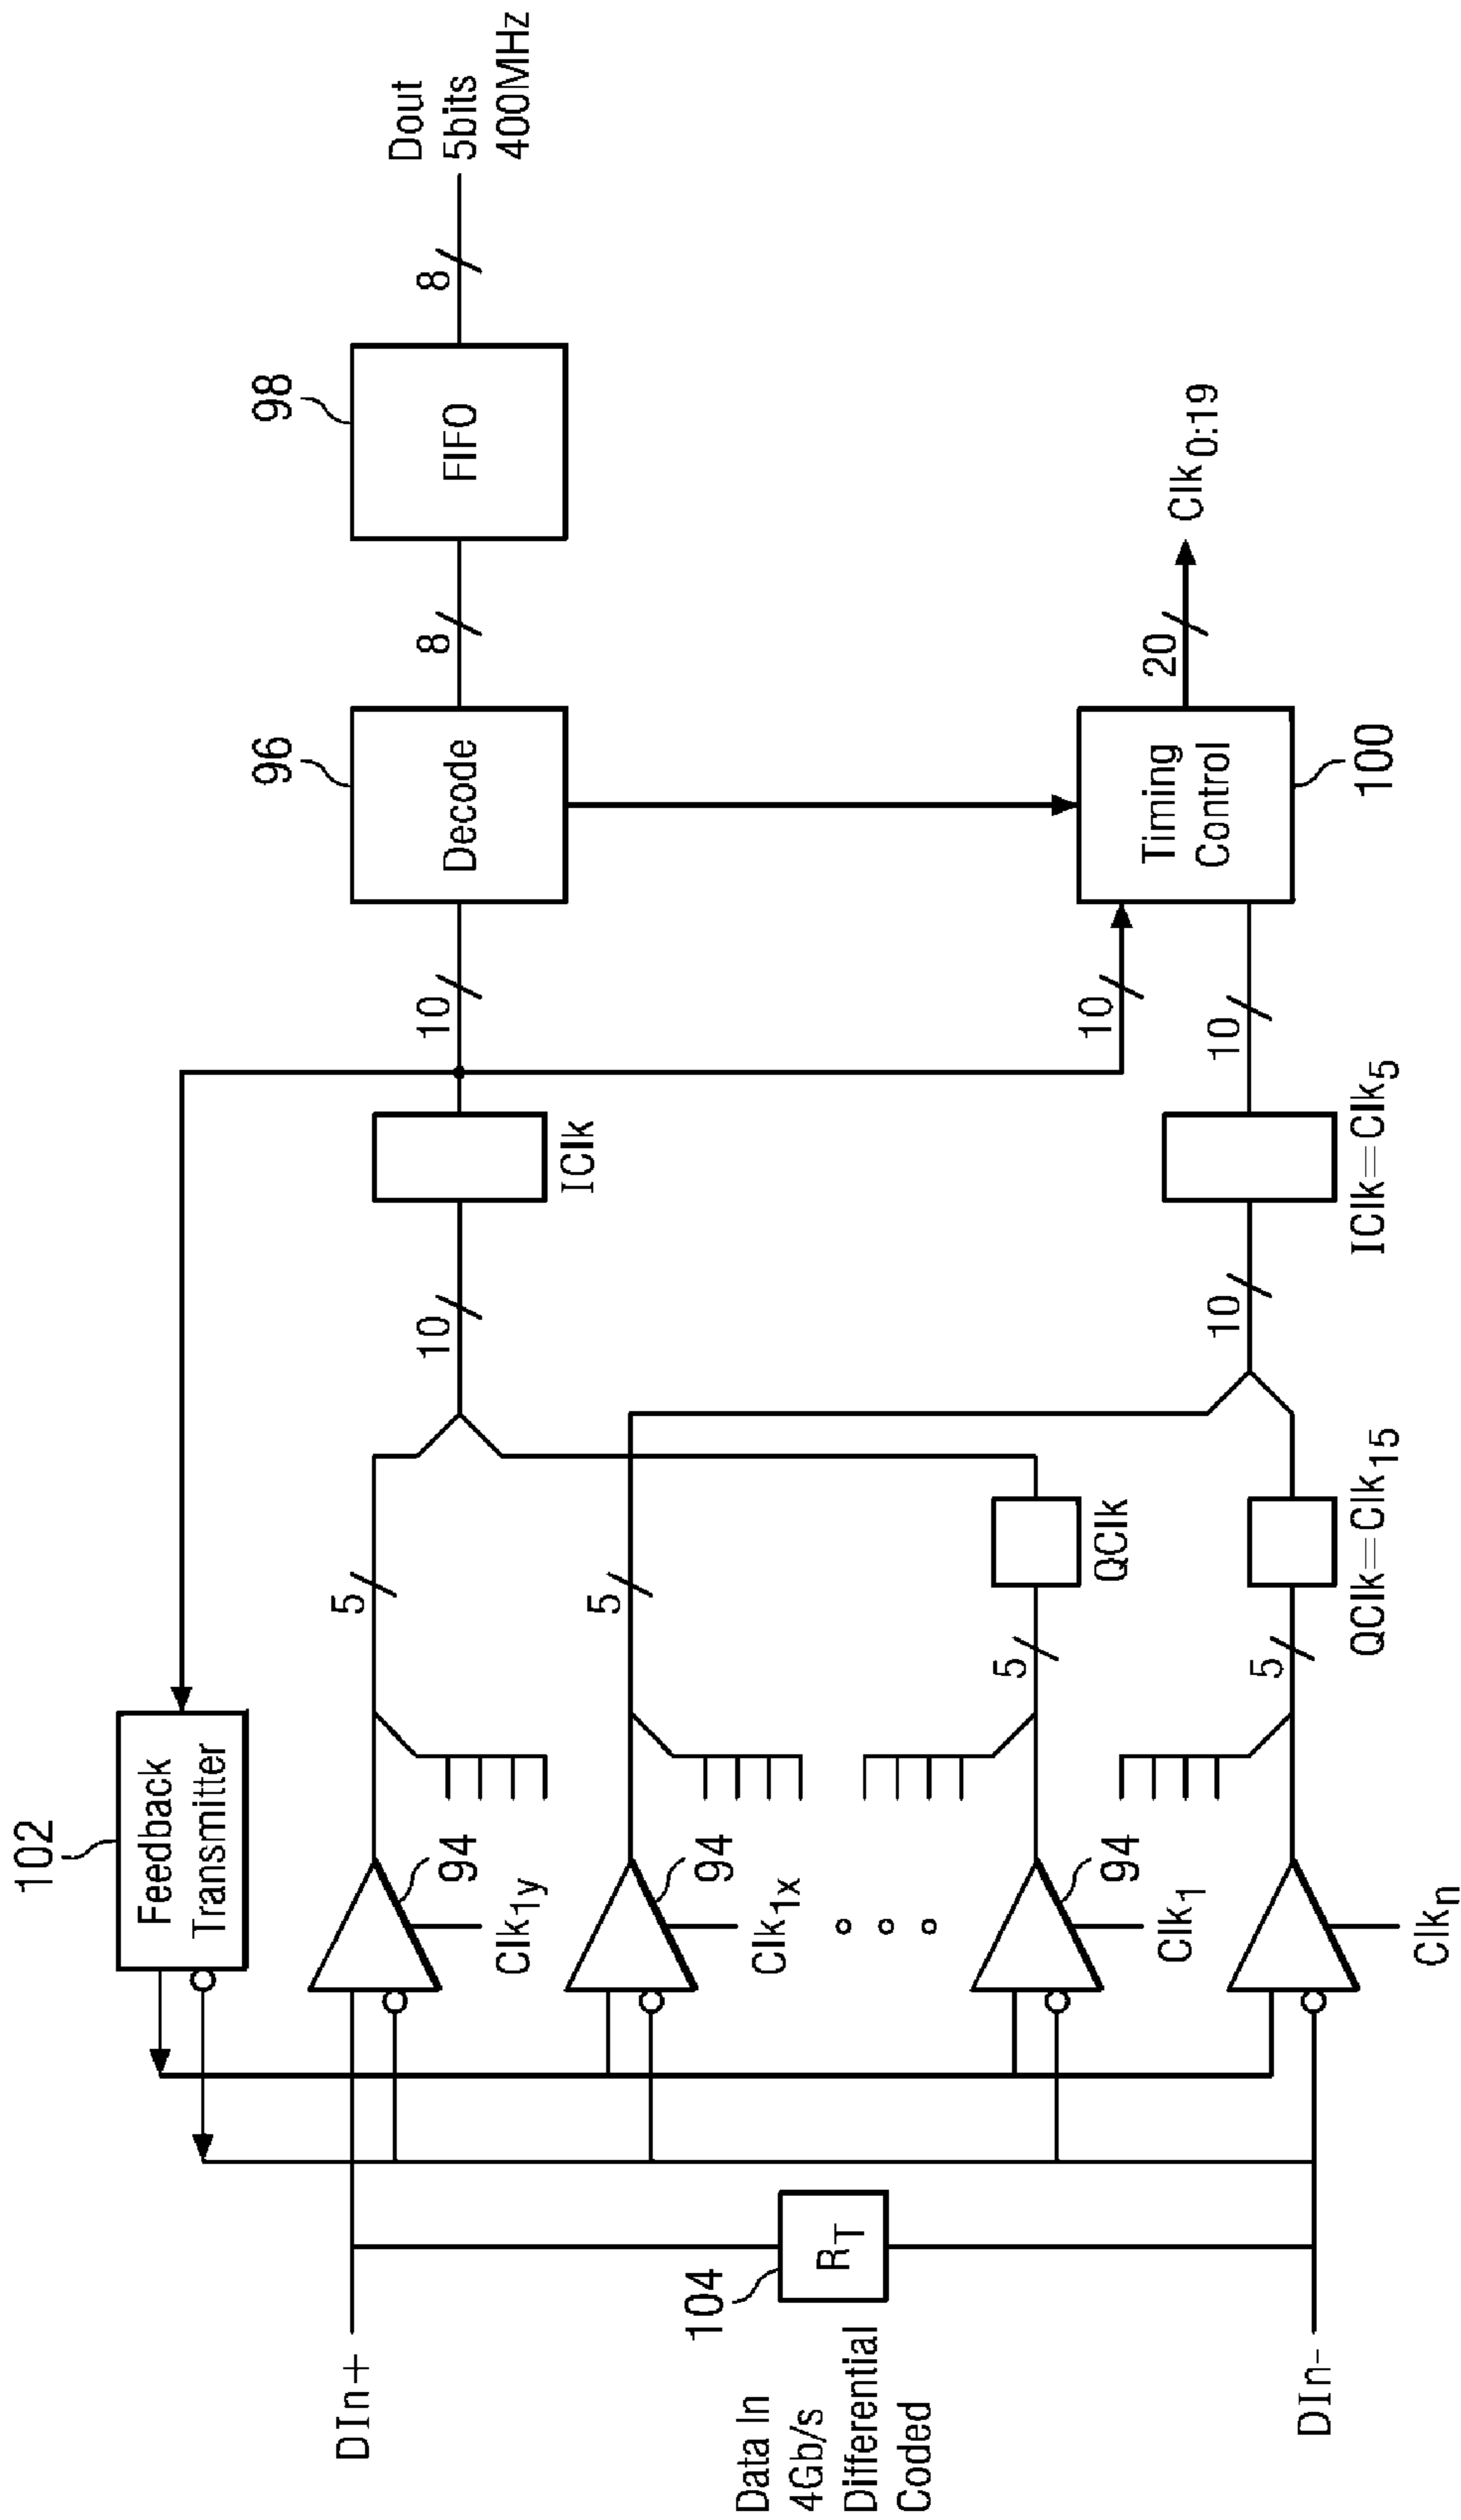 102
Feedback
Transmitter
DIn+
94
Clk1y
5
10
ICLk
10
96
Decode
8
98
FIFO
8
Dout
5bits
400MHz
94
Clk1x
5
Data In
4Gb/s
Differential
Coded
104
RT
94
Clk1
5
QClk
10
DIn-
Clkn
5
QClk=Clk15
10
IClk=Clk5
10
Timing
Control
100
20
Clk0:19